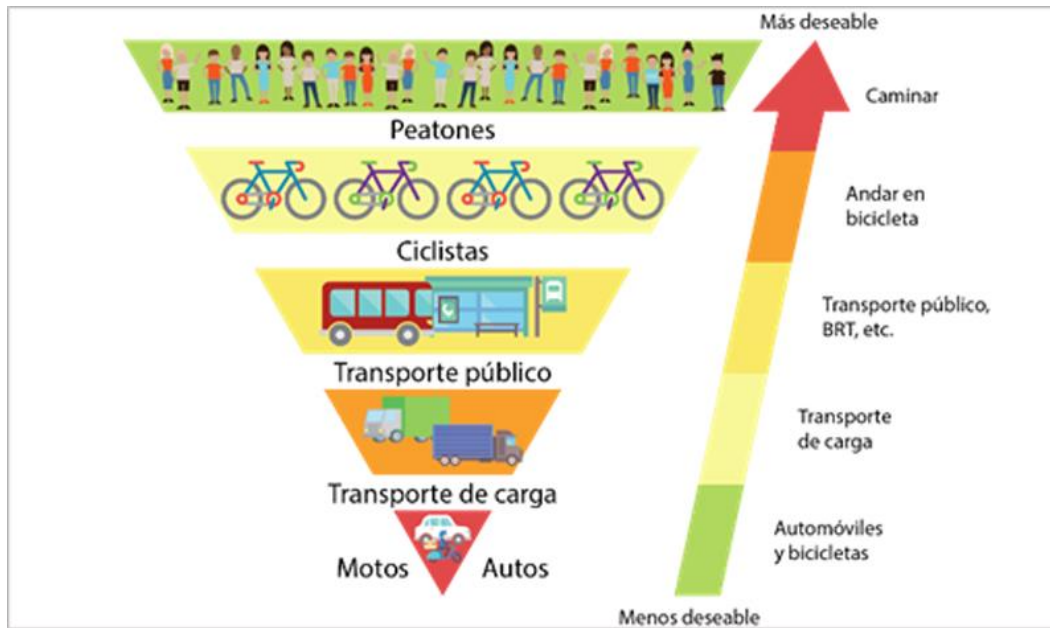 Más deseable
Peatones
Caminar
Ciclistas
Andar en
bicicleta
Transporte público
Transporte público,
BRT, etc.
Transporte de carga
Transporte
de carga
Motos
Autos
Automóviles
y bicicletas
Menos deseable